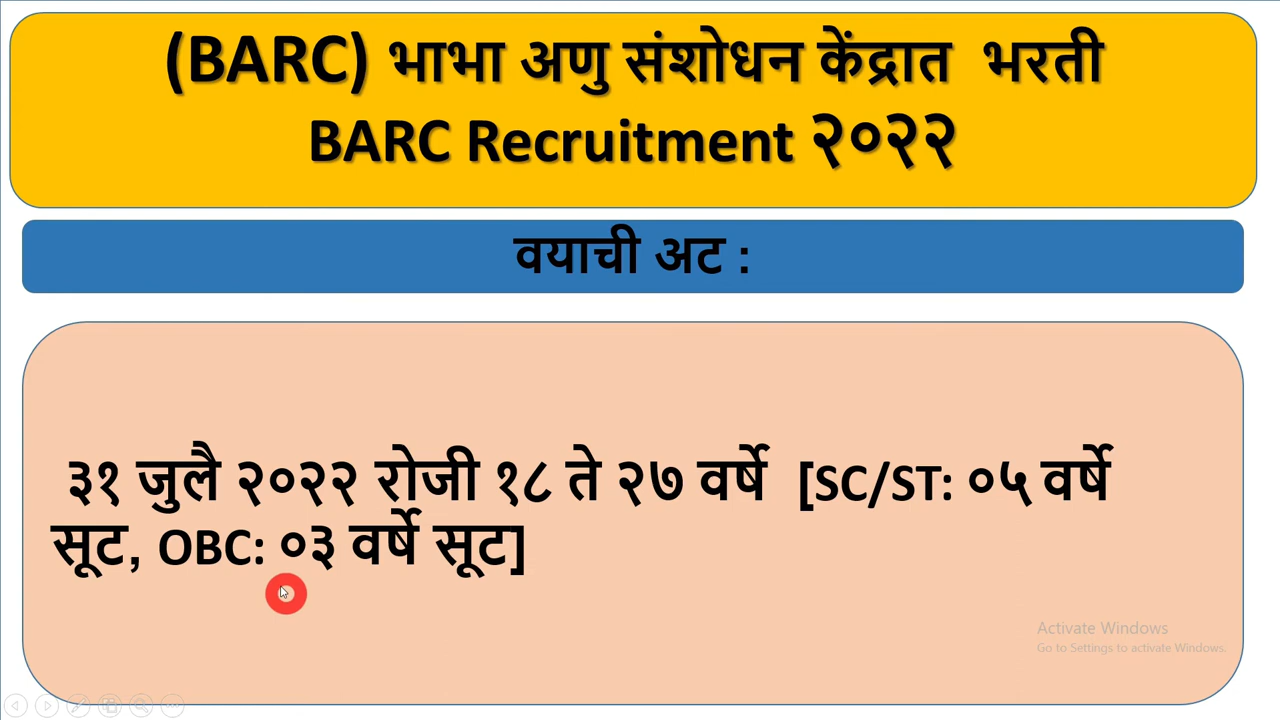 (BARC) भाभा अणु संशोधन केंद्रात भरती
BARC Recruitment २०२२
वयाची अट :
३१ जुलै २०२२ रोजी १८ ते २७ वर्षे [SC/ST: ०५ वर्षे
सूट, OBC: ०३ वर्षे सूट]
Activate Windows
Go to Settings to activate Windows.